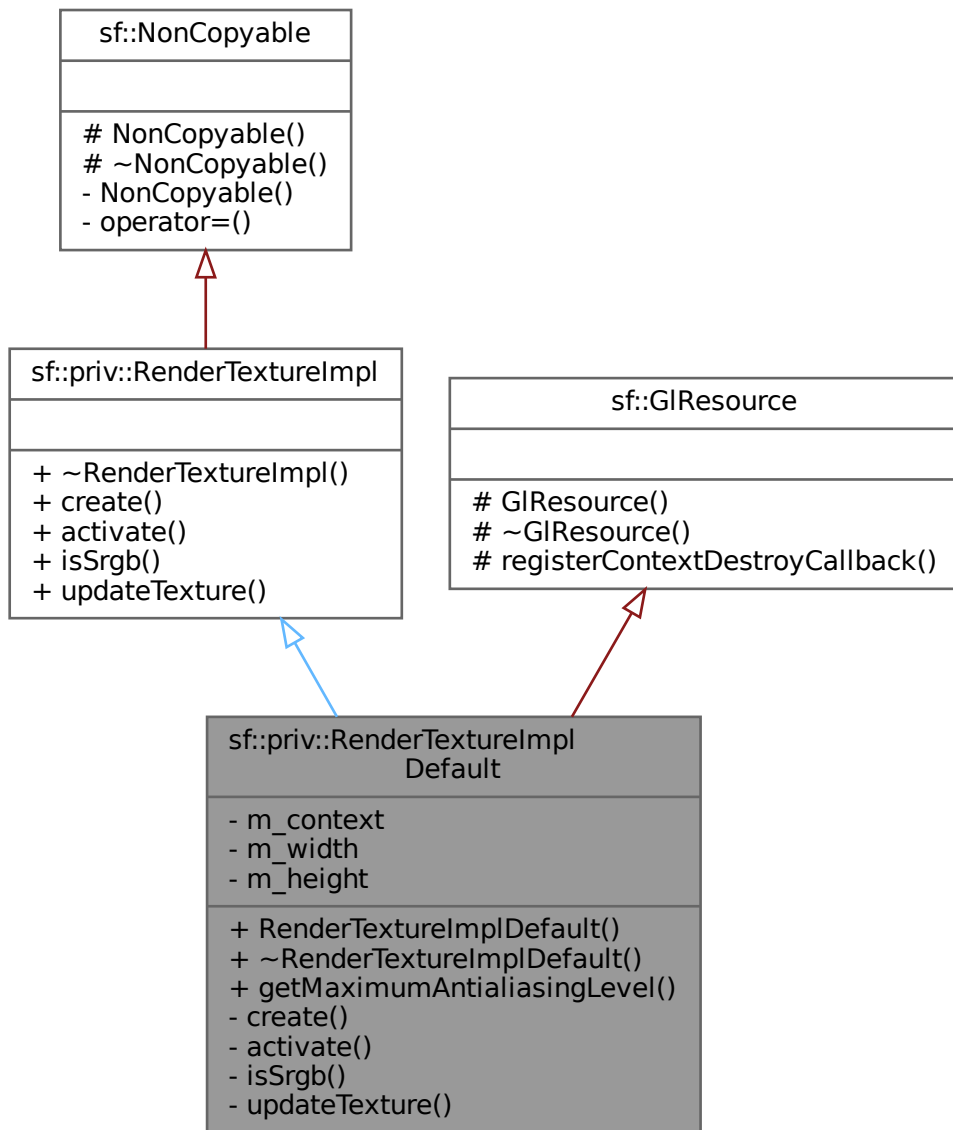 sf::NonCopyable
# NonCopyable()
# ~NonCopyable()
- NonCopyable()
- operator=()
sf::priv::RenderTextureImpl
+ ~RenderTextureImpl()
+ create()
+ activate()
+ isSrgb()
+ updateTexture()
sf::GlResource
# GlResource()
# ~GlResource()
# registerContextDestroyCallback()
sf::priv::RenderTextureImpl
Default
- m_context
- m_width
- m_height
+ RenderTextureImplDefault()
+ ~RenderTextureImplDefault()
+ getMaximumAntialiasingLevel()
- create()
- activate()
- isSrgb()
- updateTexture()